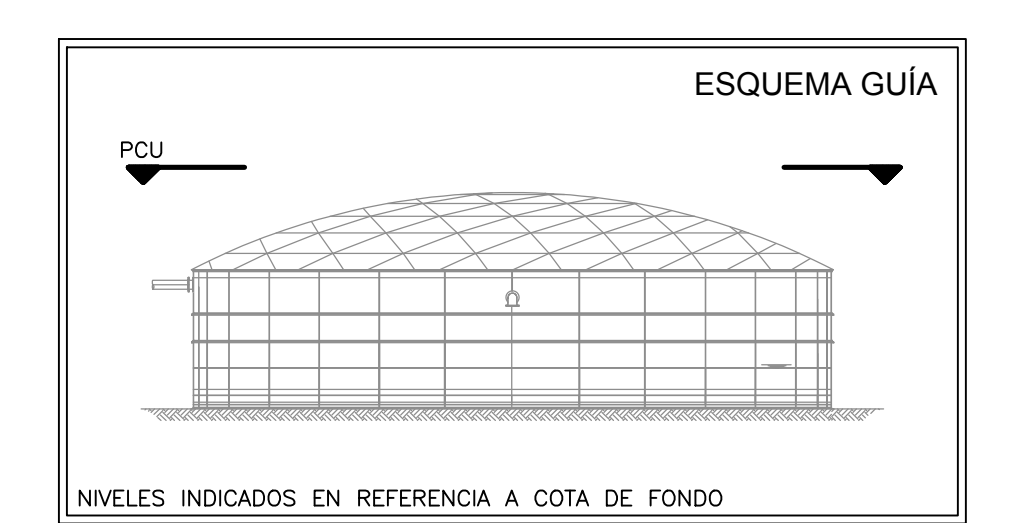 ESQUEMA GUÍA
PCU
NIVELES INDICADOS EN REFERENCIA A COTA DE FONDO